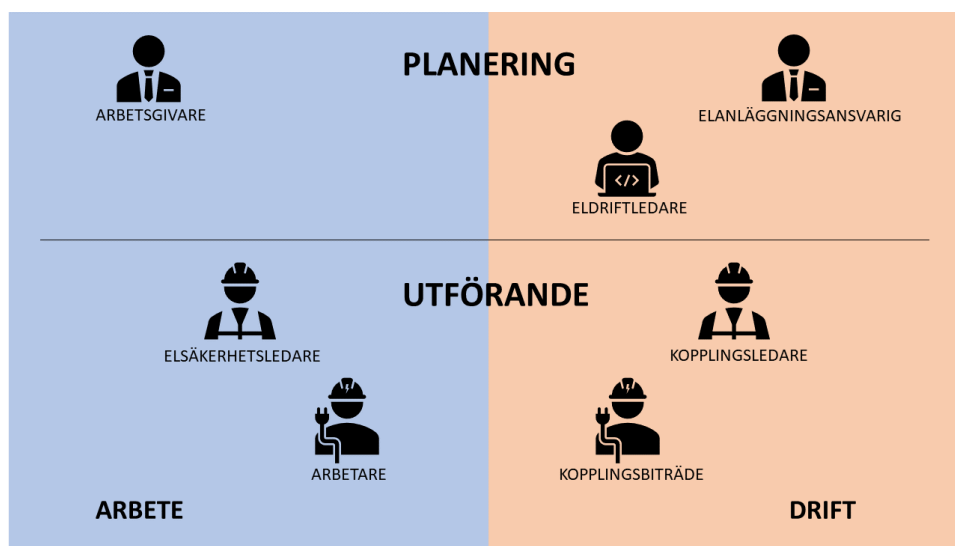 PLANERING
ARBETSGIVARE
ELANLÄGGNINGSANSVARIG
</>
ELDRIFTLEDARE
UTFÖRANDE
ELSÄKERHETSLEDARE
KOPPLINGSLEDARE
ARBETARE
KOPPLINGSBITRÄDE
ARBETE
DRIFT